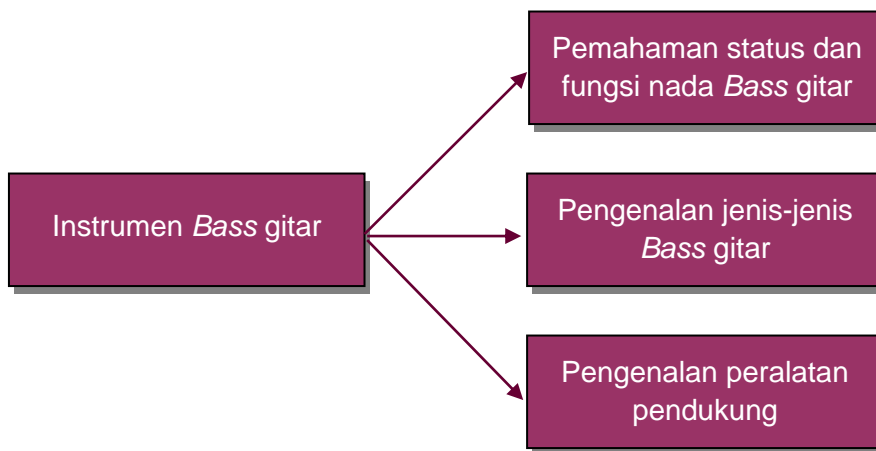 Pemahaman status dan
fungsi nada Bass gitar
Instrumen Bass gitar
Pengenalan jenis-jenis
Bass gitar
Pengenalan peralatan
pendukung